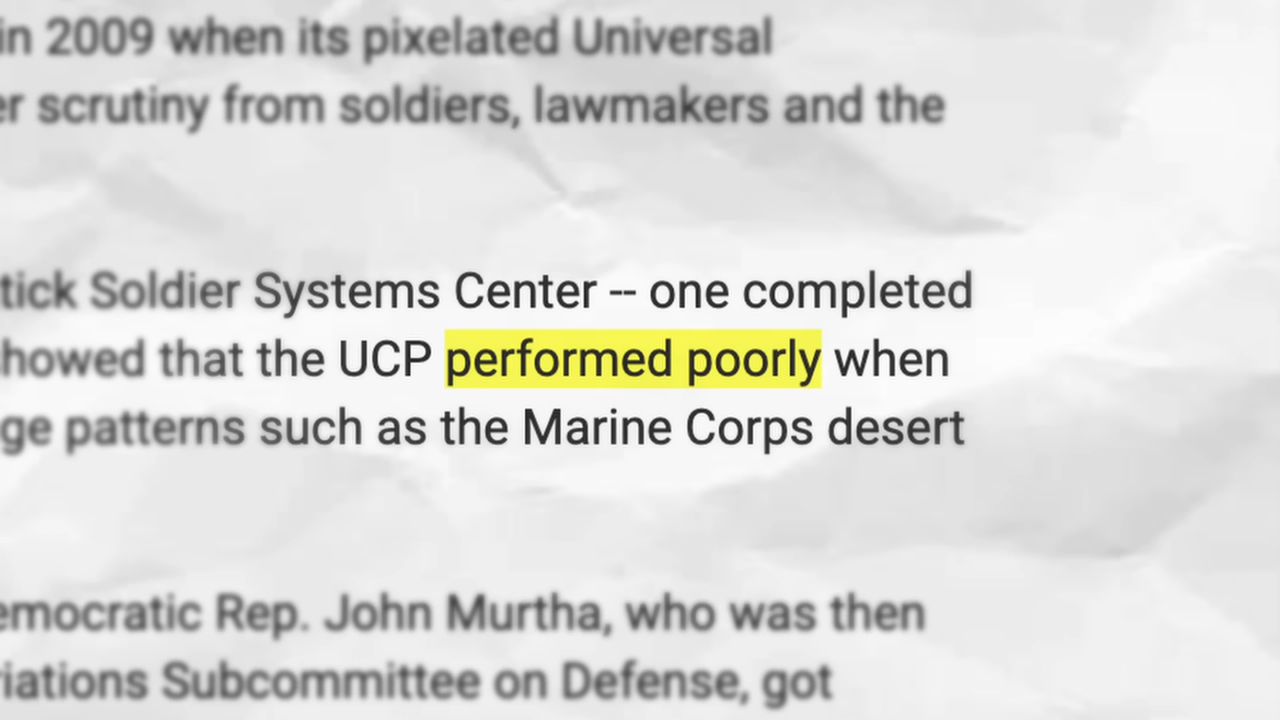 in 2009 when its pixelated Universal
er scrutiny from soldiers, lawmakers and the
tick Soldier Systems Center -- one completed
howed that the UCP performed poorly when
ge patterns such as the Marine Corps desert
emocratic Rep. John Murtha, who was then
riations Subcommittee on Defense, got